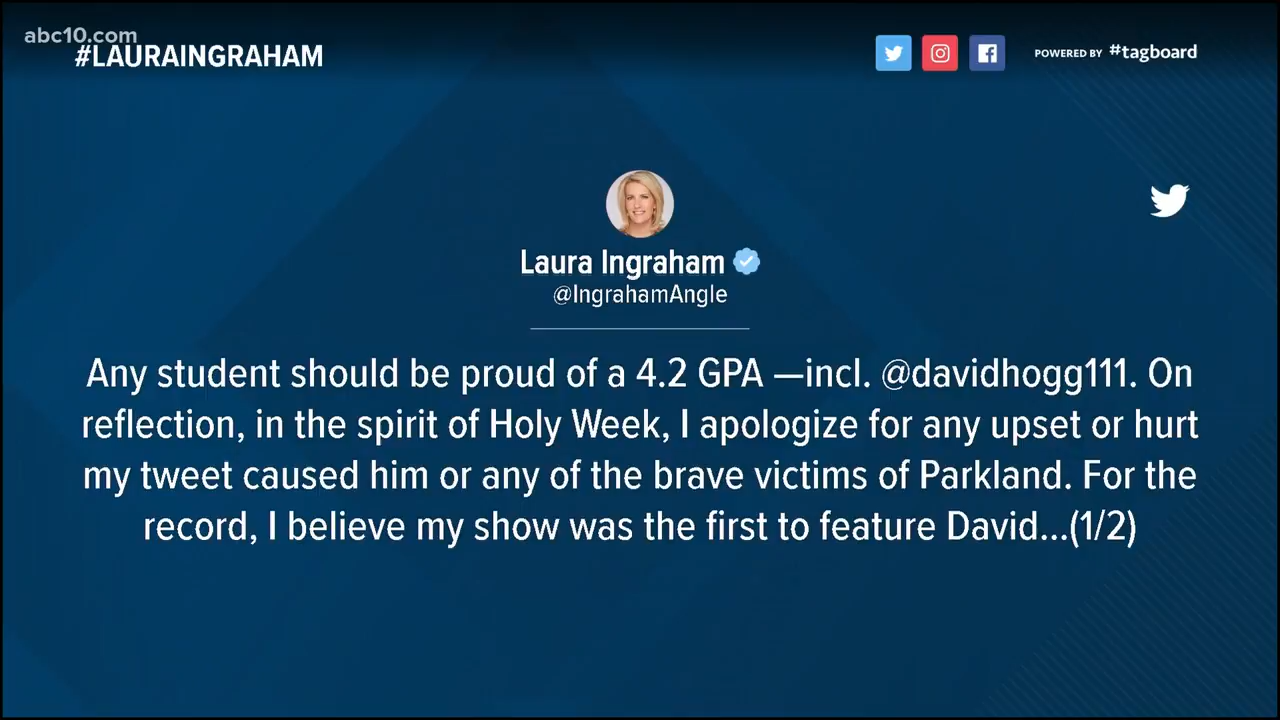 abc10.com
#LAURAINGRAHAM
POWERED BY #tagboard
Laura Ingraham
@IngrahamAngle
Any student should be proud of a 4.2 GPA —incl. @davidhogg111. On
reflection, in the spirit of Holy Week, I apologize for any upset or hurt
my tweet caused him or any of the brave victims of Parkland. For the
record, I believe my show was the first to feature David...(1/2)